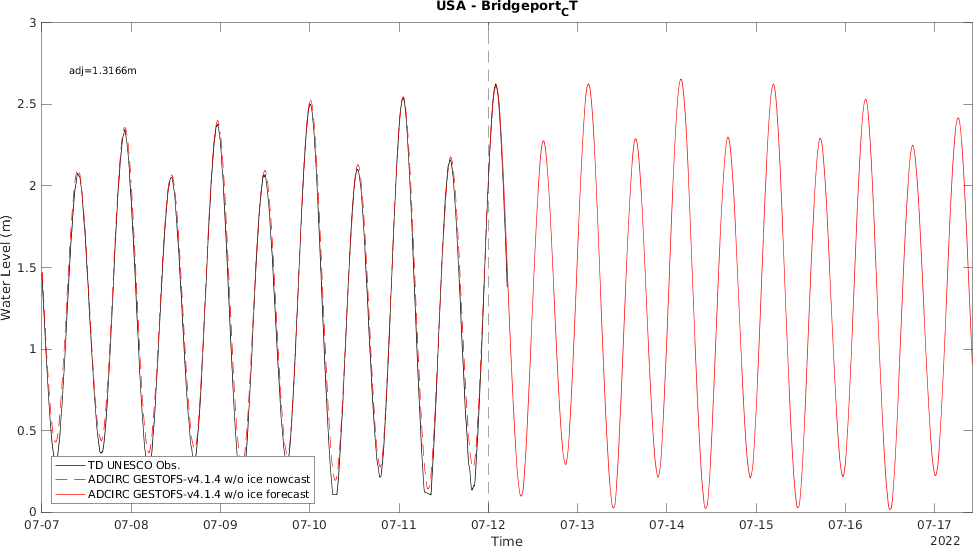 USA - Bridgeport_CT
adj=1.3166m
3
2.5
2
1.5
1
0.5
0
Water Level (m)
TD UNESCO Obs.
ADCIRC GESTOFS-v4.1.4 w/o ice nowcast
ADCIRC GESTOFS-v4.1.4 w/o ice forecast
07-07 07-08 07-09 07-10 07-11 07-12 07-13 07-14 07-15 07-16 07-17
Time
2022